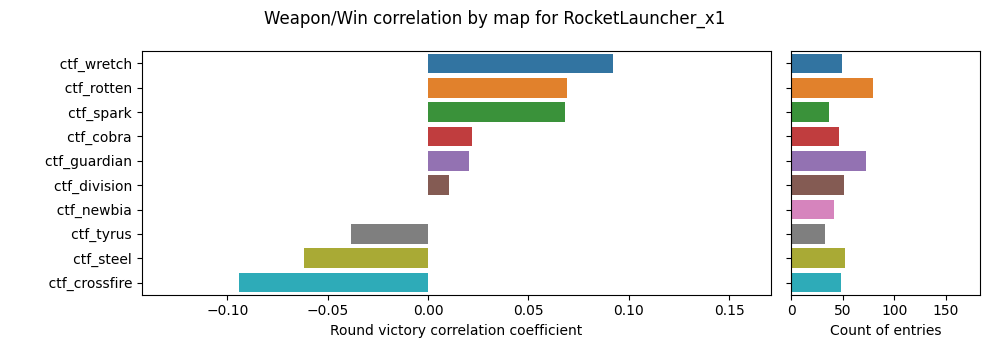 Weapon/Win correlation by map for RocketLauncher_x1
ctf_wretch
ctf_rotten
ctf_spark
ctf_cobra
ctf_guardian
ctf_division
ctf_newbia
ctf_tyrus
ctf_steel
ctf_crossfire
−0.10 −0.05 0.00 0.05 0.10 0.15
Round victory correlation coefficient
0 50 100 150
Count of entries